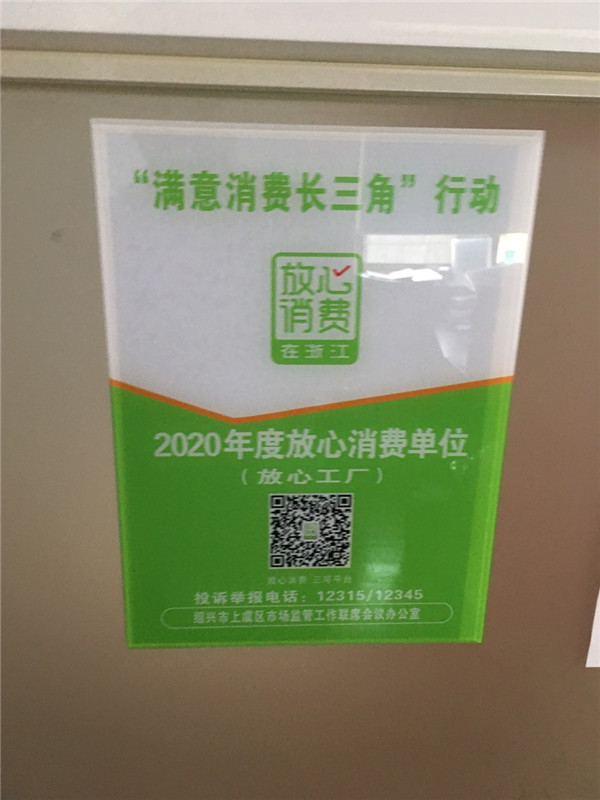 “满意消费长三角”行动
放心
消费
在浙江
2020年度放心消费单位
（放心工厂）
放心消费 三可平台
投诉举报电话：12315/12345
绍兴市上虞区市场监管工作联席会议办公室